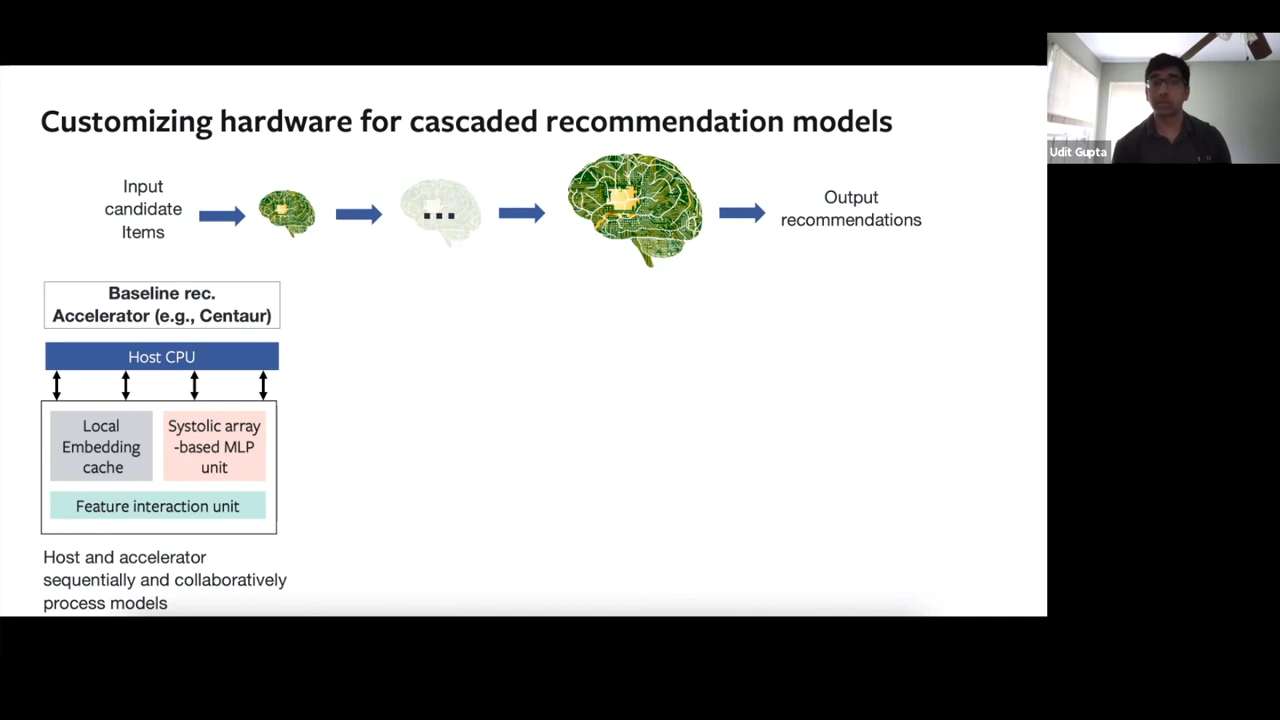 Customizing hardware for cascaded recommendation models
Udit Gupta
Input
candidate
Items
...
Output
recommendations
Baseline rec.
Accelerator (e.g., Centaur)
Host CPU
Local
Embedding
cache
Systolic array
-based MLP
unit
Feature interaction unit
Host and accelerator
sequentially and collaboratively
process models